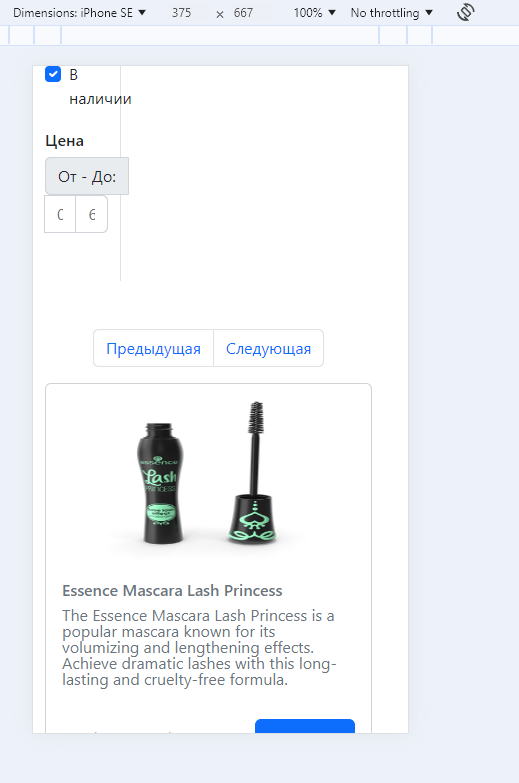 Dimensions: iPhone SE 375 × 667 100% No throttling
В
наличии
Цена
От - До:
Предыдущая Следующая
essence
Lash
PRINCESS
Essence Mascara Lash Princess
The Essence Mascara Lash Princess is a
popular mascara known for its
volumizing and lengthening effects.
Achieve dramatic lashes with this long-
lasting and cruelty-free formula.